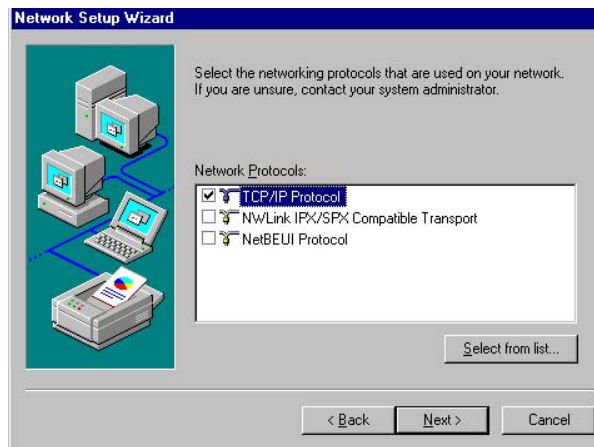 Network Setup Wizard
Select the networking protocols that are used on your network.
If you are unsure, contact your system administrator.
Network Protocols:
TCP/IP Protocol
NWLink IPX/SPX Compatible Transport
NetBEUI Protocol
Select from list...
< Back
Next >
Cancel